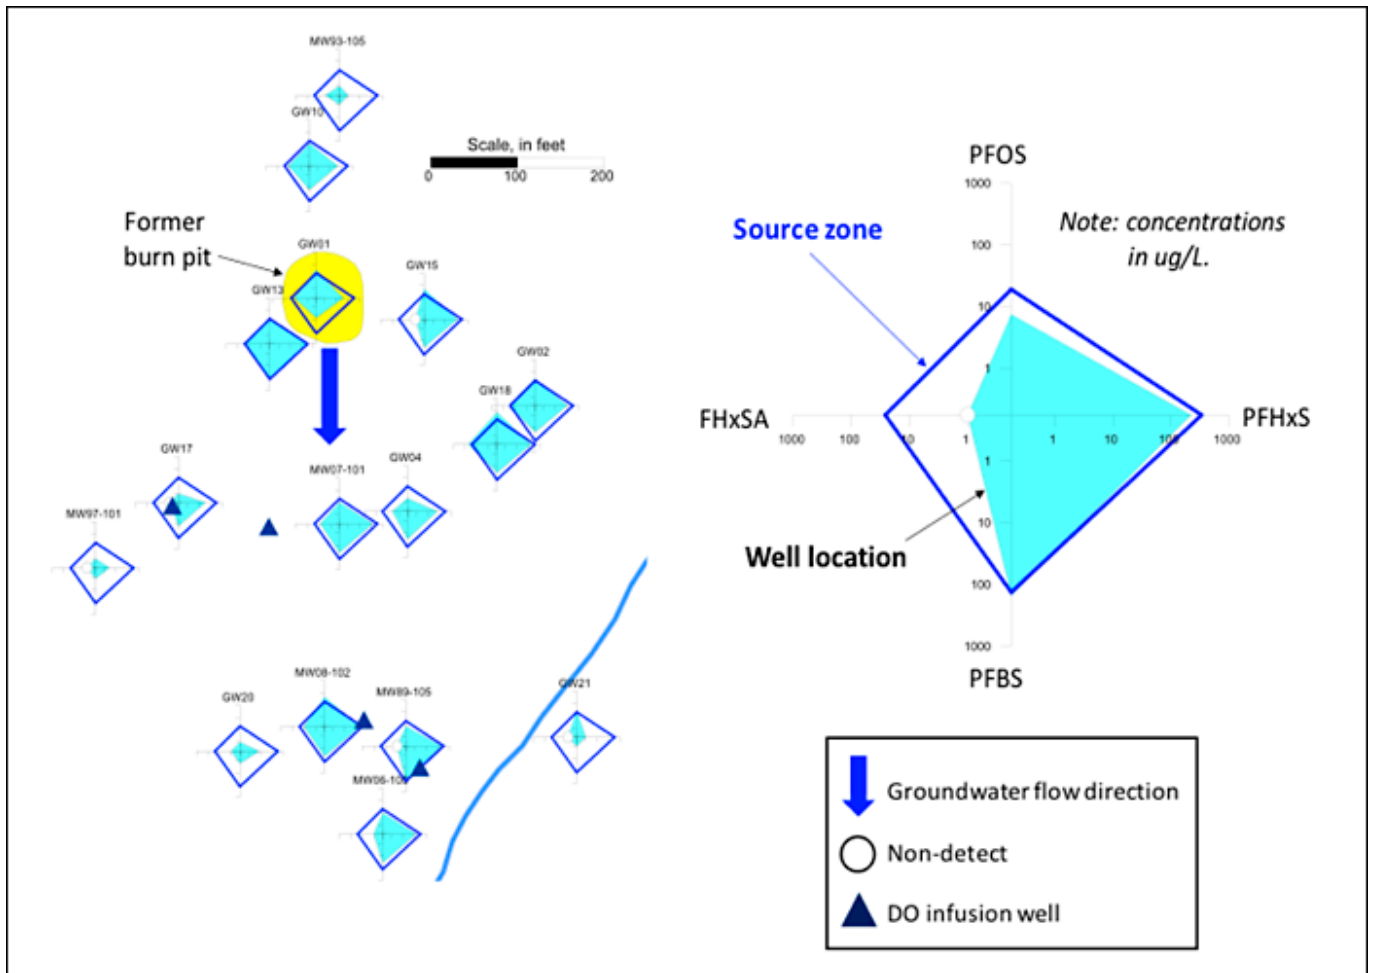 MW93-105
GW10
Scale, in feet
0 100 200
Former
burn pit
GW01
GW13
GW15
GW02
GW18
GW17
MW07-101
GW04
MW97-101
MW08-102
GW20
MW89-105
GW21
PFOS
1000
Source zone
Note: concentrations
in ug/L.
100
10
1
FHxSA
PFHxS
1000 100 10 1 1 10 100 1000
1
10
Well location
100
1000
PFBS
Groundwater flow direction
Non-detect
DO infusion well